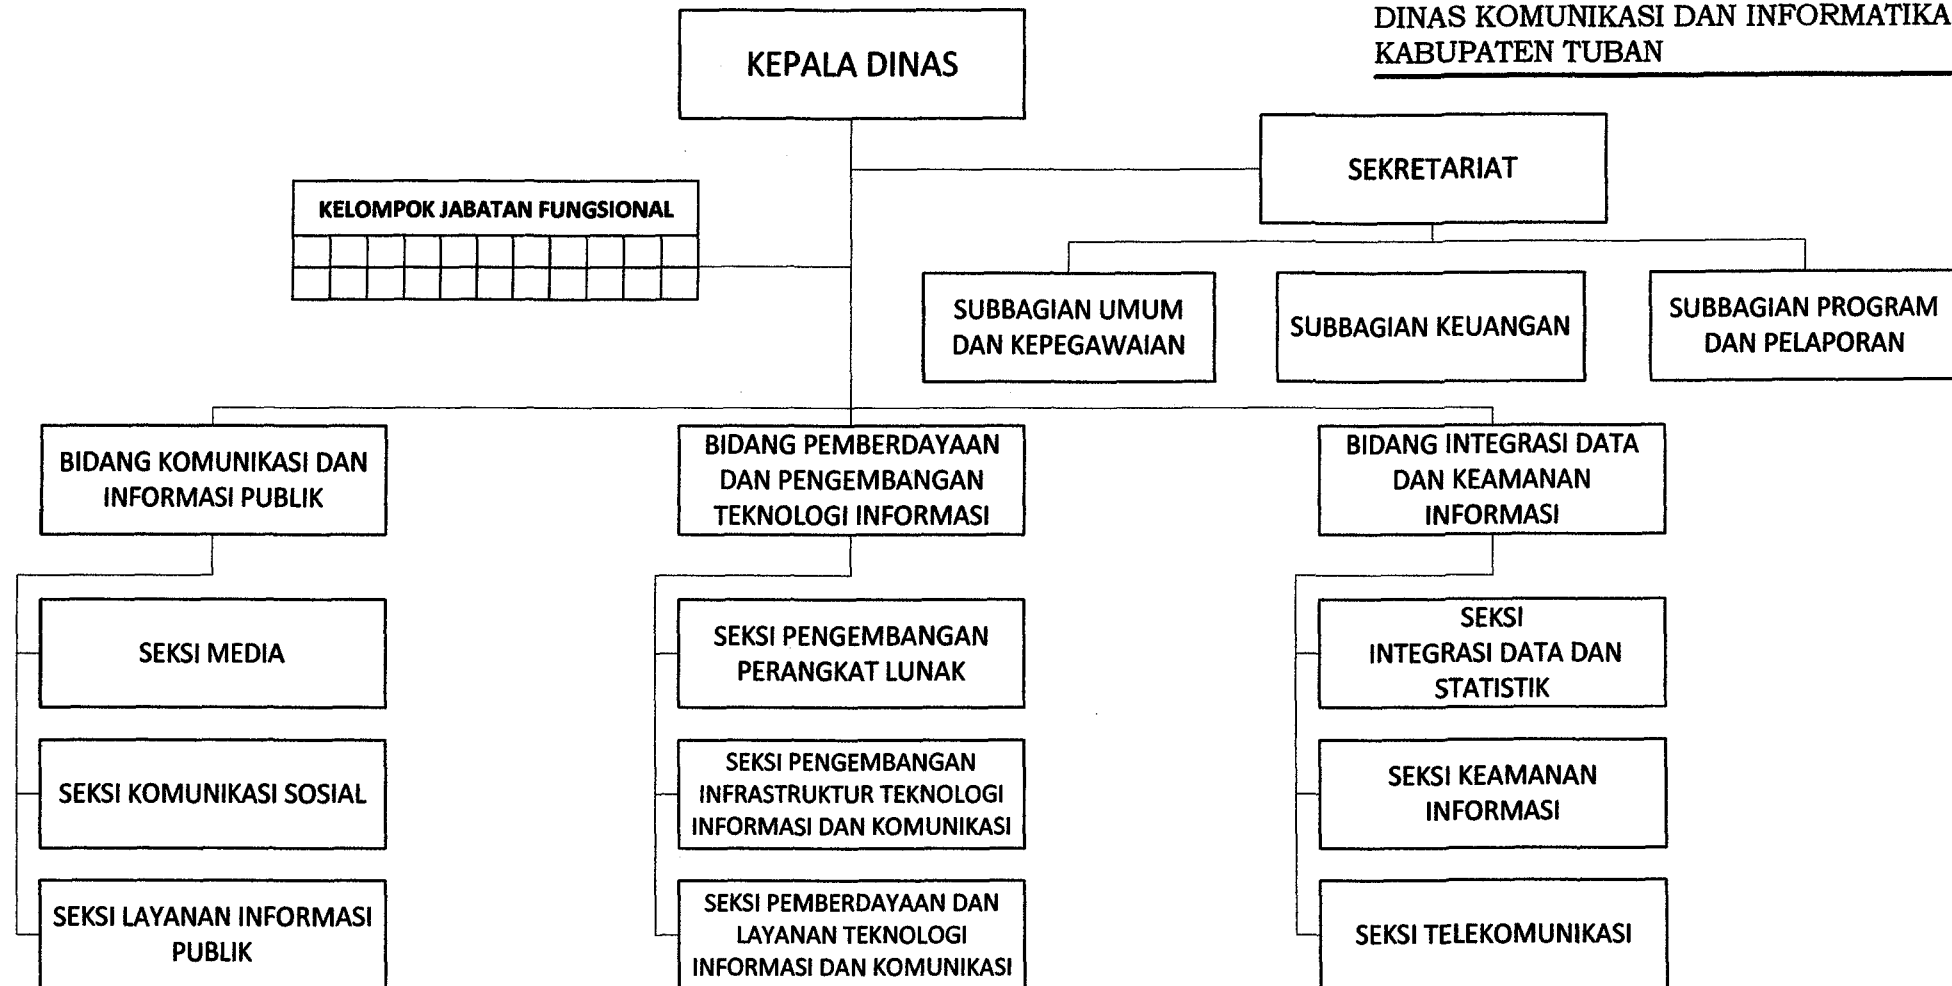 DINAS KOMUNIKASI DAN INFORMATIKA
KABUPATEN TUBAN
KEPALA DINAS
SEKRETARIAT
KELOMPOK JABATAN FUNGSIONAL
SUBBAGIAN UMUM
DAN KEPEGAWAIAN
SUBBAGIAN KEUANGAN
SUBBAGIAN PROGRAM
DAN PELAPORAN
BIDANG KOMUNIKASI DAN
INFORMASI PUBLIK
BIDANG PEMBERDAYAAN
DAN PENGEMBANGAN
TEKNOLOGI INFORMASI
BIDANG INTEGRASI DATA
DAN KEAMANAN
INFORMASI
SEKSI MEDIA
SEKSI PENGEMBANGAN
PERANGKAT LUNAK
SEKSI
INTEGRASI DATA DAN
STATISTIK
SEKSI KOMUNIKASI SOSIAL
SEKSI PENGEMBANGAN
INFRASTRUKTUR TEKNOLOGI
INFORMASI DAN KOMUNIKASI
SEKSI KEAMANAN
INFORMASI
SEKSI LAYANAN INFORMASI
PUBLIK
SEKSI PEMBERDAYAAN DAN
LAYANAN TEKNOLOGI
INFORMASI DAN KOMUNIKASI
SEKSI TELEKOMUNIKASI